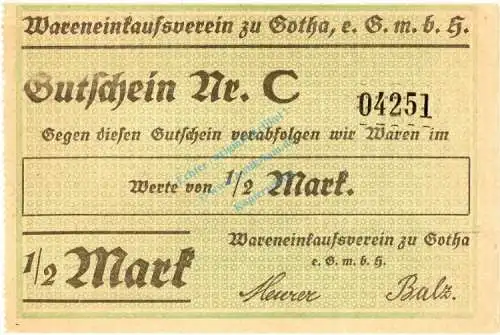 Wareneinkaufsverein zu Gotha, e. G. m. b. H.
Gutschein Nr. C
04251
Gegen diesen Gutschein verabfolgen wir Waren im
Werte von 1/2 Mark.
1/2 Mark
Wareneinkaufsverein zu Gotha
e. G. m. b. H.
Meurer Balz.